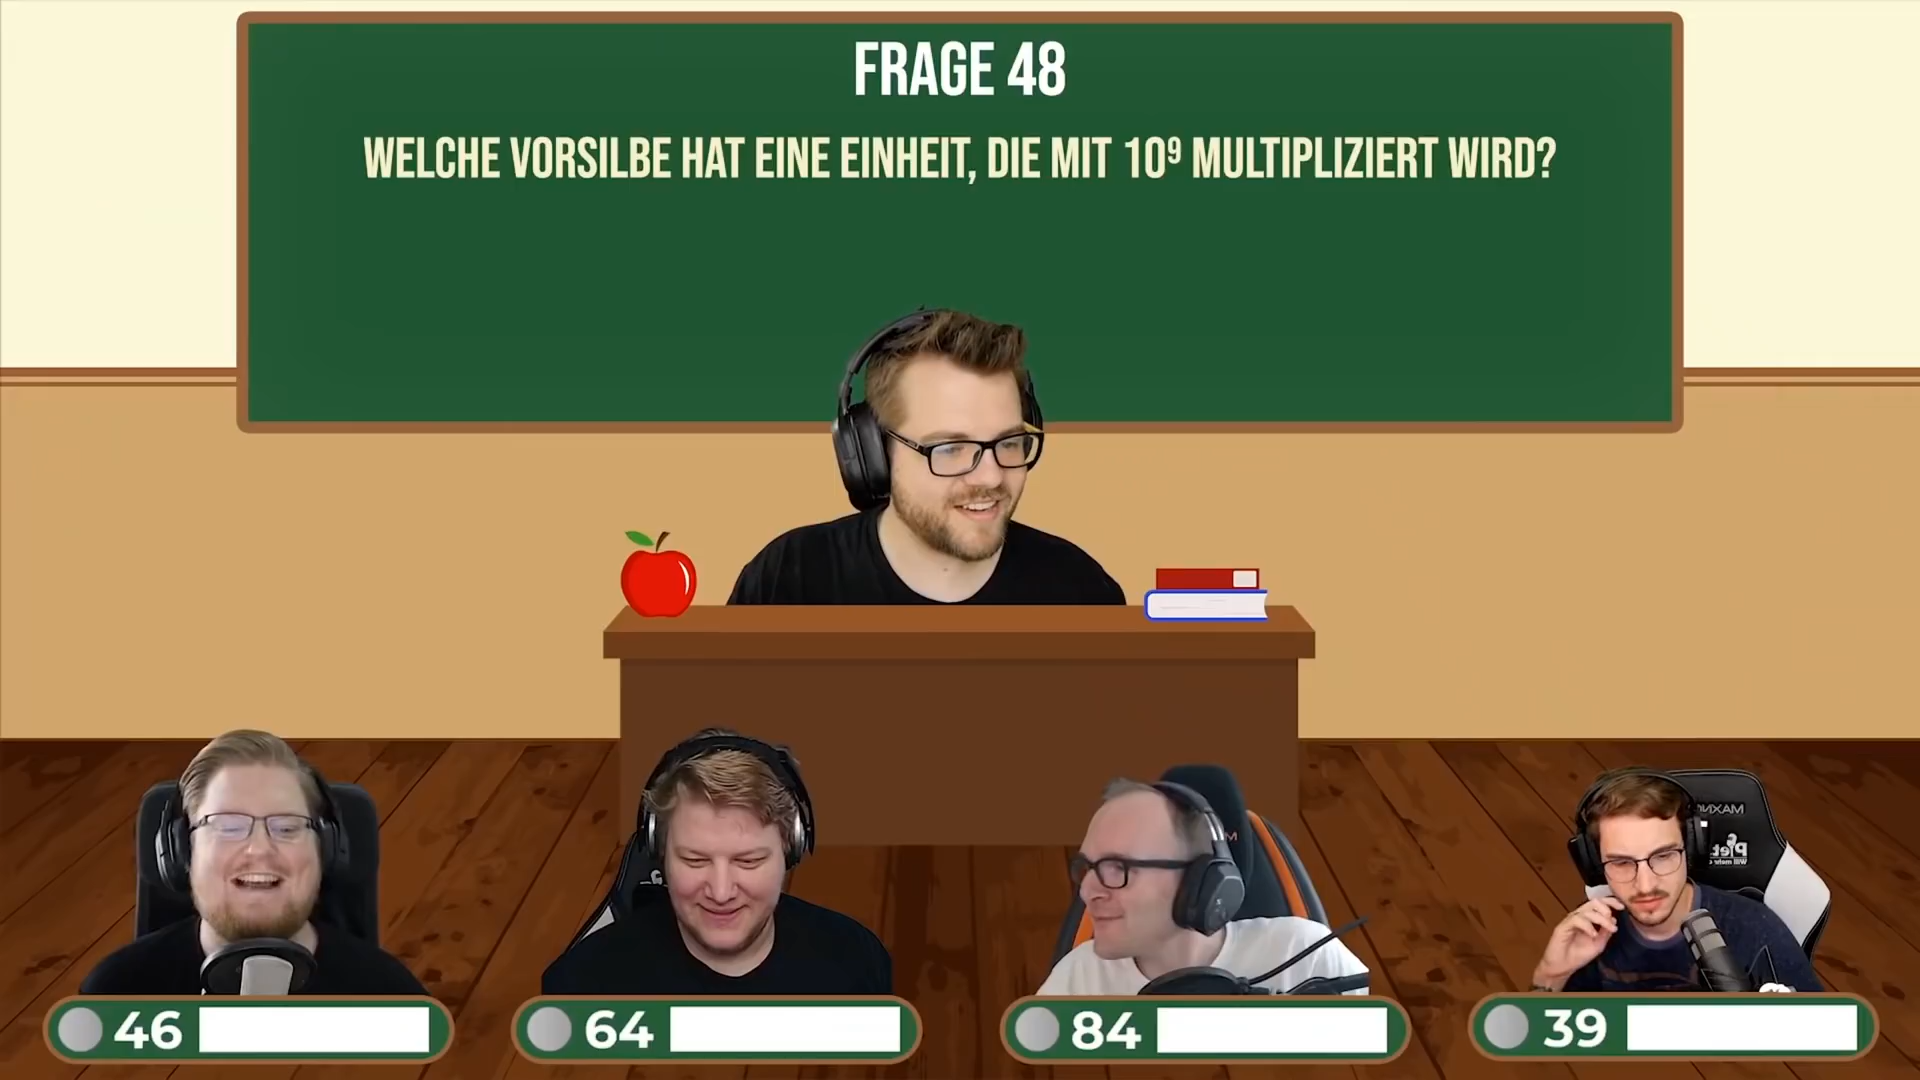 FRAGE 48
WELCHE VORSILBE HAT EINE EINHEIT, DIE MIT 10⁹ MULTIPLIZIERT WIRD?
46
64
84
39